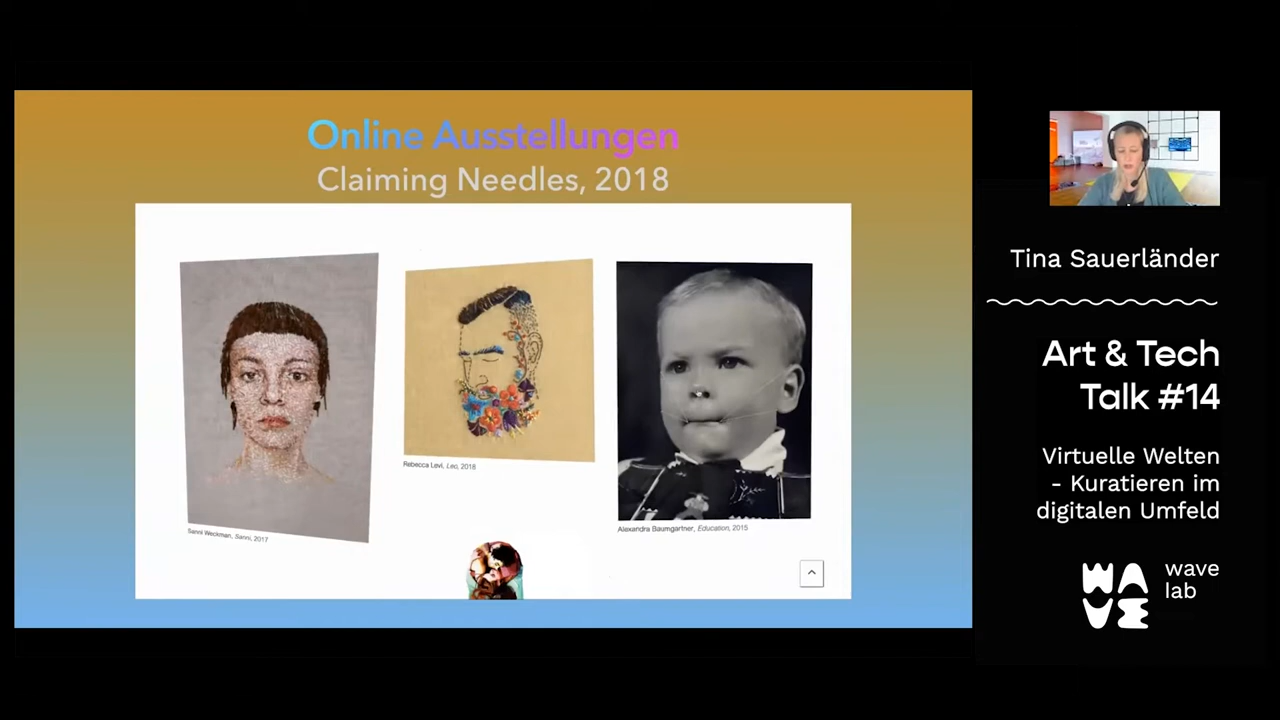 Online Ausstellungen
Claiming Needles, 2018
Sanni Weckman, Sanni, 2017
Rebecca Levi, Leo, 2018
Alexandra Baumgartner, Education, 2015
Tina Sauerländer
Art & Tech
Talk #14
Virtuelle Welten
- Kuratieren im
digitalen Umfeld
WAVE
wave
lab